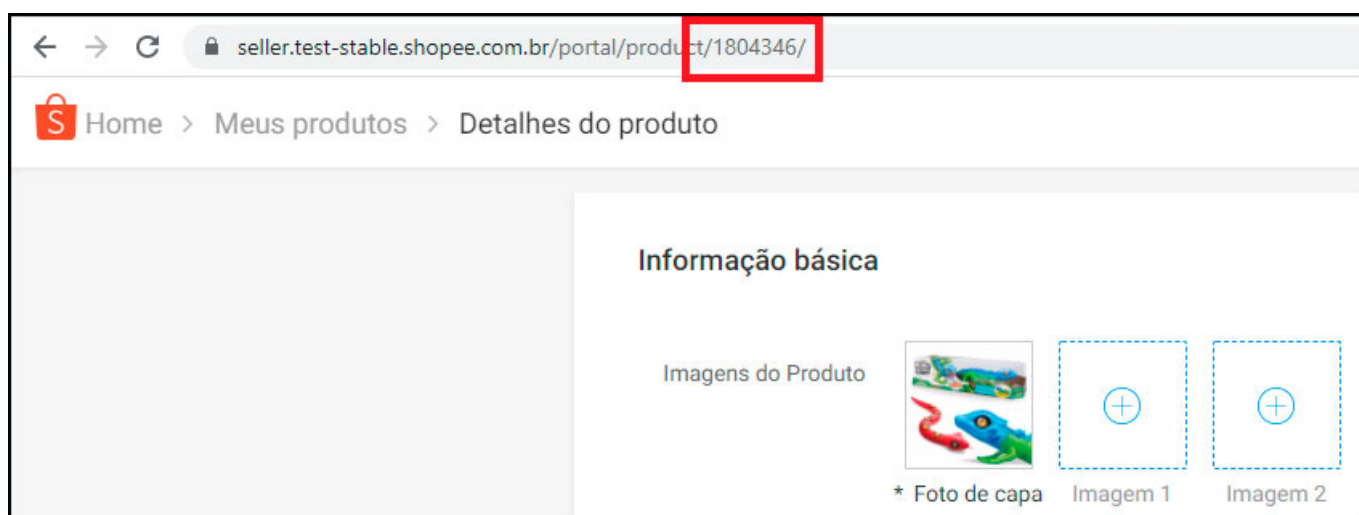 seller.test-stable.shopee.com.br/portal/product/1804346/
S Home > Meus produtos > Detalhes do produto
Informação básica
Imagens do Produto
* Foto de capa
Imagem 1
Imagem 2